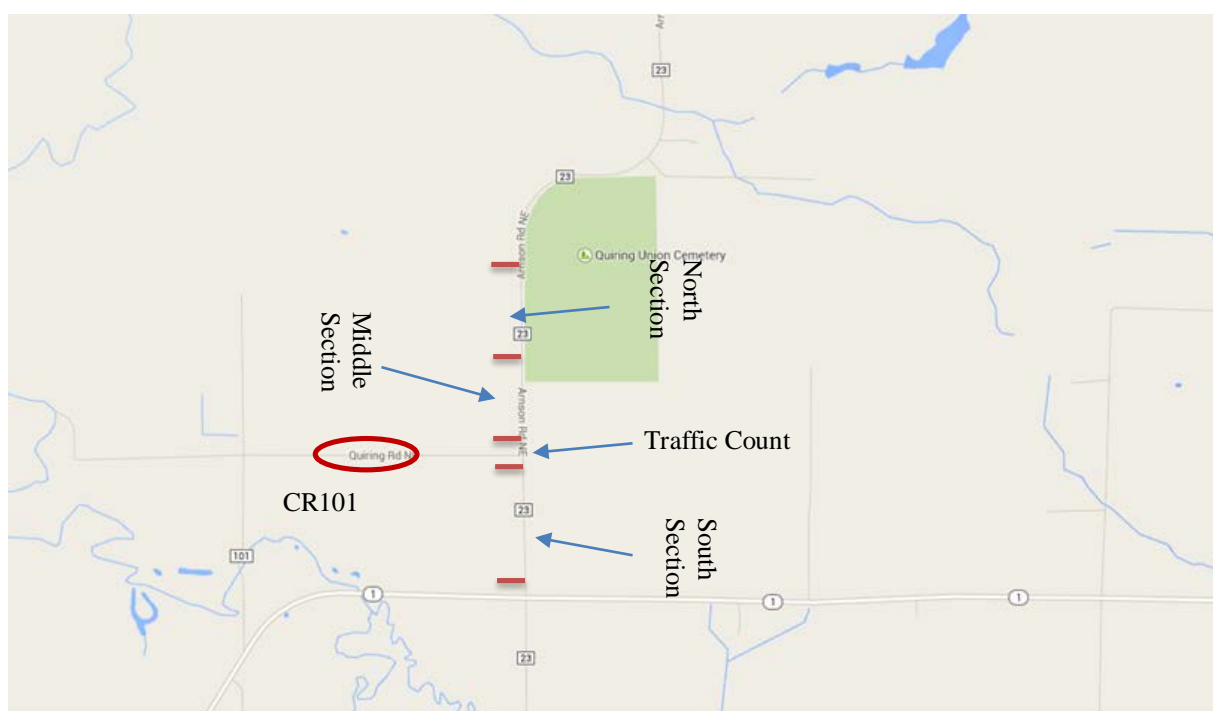 Arn
23
23
Arnson Rd NE
Quiring Union Cemetery
North
Section
23
Middle
Section
Arnson Rd NE
Traffic Count
Quiring Rd N
CR101
23
South
Section
101
1
1
1
23